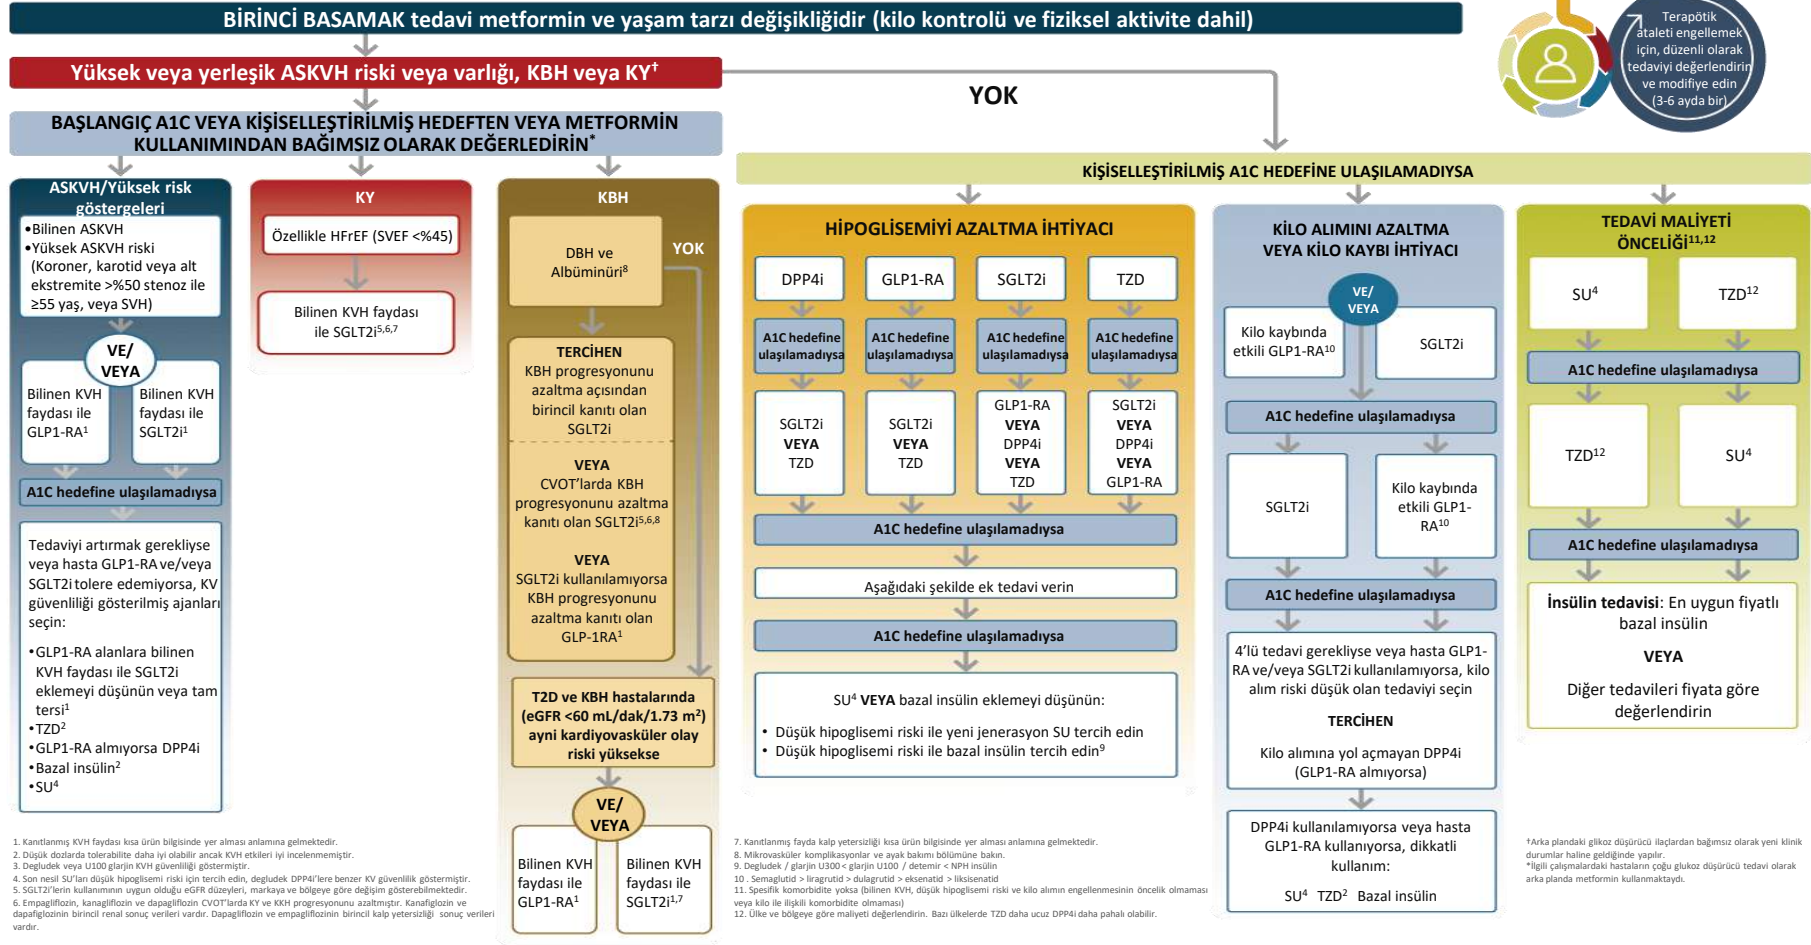 BİRİNCİ BASAMAK tedavi metformin ve yaşam tarzı değişikliğidir (kilo kontrolü ve fiziksel aktivite dahil)
Terapötik
ataleti engellemek
için, düzenli olarak
tedaviyi değerlendirin
ve modifiye edin
(3-6 ayda bir)
Yüksek veya yerleşik ASKVH riski veya varlığı, KBH veya KY†
YOK
BAŞLANGIÇ A1C VEYA KİŞİSELLEŞTİRİLMİŞ HEDEFTEN VEYA METFORMİN
KULLANIMINDAN BAĞIMSIZ OLARAK DEĞERLEDİRİN*
KİŞİSELLEŞTİRİLMİŞ A1C HEDEFİNE ULAŞILAMADIYSA
ASKVH/Yüksek risk
göstergeleri
•Bilinen ASKVH
•Yüksek ASKVH riski
(Koroner, karotid veya alt
ekstremite >%50 stenoz ile
≥55 yaş, veya SVH)
VE/
VEYA
Bilinen KVH
faydası ile
GLP1-RA1
Bilinen KVH
faydası ile
SGLT2i1
A1C hedefine ulaşılamadıysa
Tedaviyi artırmak gerekliyse
veya hasta GLP1-RA ve/veya
SGLT2i tolere edemiyorsa, KV
güvenliliği gösterilmiş ajanları
seçin:
•GLP1-RA alanlara bilinen
KVH faydası ile SGLT2i
eklemeyi düşünün veya tam
tersi1
•TZD2
•GLP1-RA almıyorsa DPP4i
•Bazal insülin2
•SU4
KY
Özellikle HFrEF (SVEF <%45)
Bilinen KVH faydası
ile SGLT2i5,6,7
KBH
DBH ve
Albüminüri8
YOK
TERCİHEN
KBH progresyonunu
azaltma açısından
birincil kanıtı olan
SGLT2i
VEYA
CVOT'larda KBH
progresyonunu azaltma
kanıtı olan SGLT2i5,6,8
VEYA
SGLT2i kullanılamıyorsa
KBH progresyonunu
azaltma kanıtı olan
GLP-1RA1
T2D ve KBH hastalarında
(eGFR <60 mL/dak/1.73 m2)
ayni kardiyovasküler olay
riski yüksekse
VE/
VEYA
Bilinen KVH
faydası ile
GLP1-RA1
Bilinen KVH
faydası ile
SGLT2i1,7
HİPOGLİSEMİYİ AZALTMA İHTİYACI
DPP4i
GLP1-RA
SGLT2i
TZD
A1C hedefine
ulaşılamadıysa
A1C hedefine
ulaşılamadıysa
A1C hedefine
ulaşılamadıysa
A1C hedefine
ulaşılamadıysa
SGLT2i
VEYA
TZD
SGLT2i
VEYA
TZD
GLP1-RA
VEYA
DPP4i
VEYA
TZD
SGLT2i
VEYA
DPP4i
VEYA
GLP1-RA
A1C hedefine ulaşılamadıysa
Aşağıdaki şekilde ek tedavi verin
A1C hedefine ulaşılamadıysa
SU4 VEYA bazal insülin eklemeyi düşünün:
• Düşük hipoglisemi riski ile yeni jenerasyon SU tercih edin
• Düşük hipoglisemi riski ile bazal insülin tercih edin9
KİLO ALIMINI AZALTMA
VEYA KİLO KAYBI İHTİYACI
VE/
VEYA
Kilo kaybında
etkili GLP1-RA10
SGLT2i
A1C hedefine ulaşılamadıysa
SGLT2i
Kilo kaybında
etkili GLP1-
RA10
A1C hedefine ulaşılamadıysa
4'lü tedavi gerekliyse veya hasta GLP1-
RA ve/veya SGLT2i kullanılamıyorsa, kilo
alım riski düşük olan tedaviyi seçin
TERCİHEN
Kilo alımına yol açmayan DPP4i
(GLP1-RA almıyorsa)
DPP4i kullanılamıyorsa veya hasta
GLP1-RA kullanıyorsa, dikkatli
kullanım:
SU4 TZD2 Bazal insülin
TEDAVİ MALİYETİ
ÖNCELİĞİ11,12
SU4
TZD12
A1C hedefine ulaşılamadıysa
TZD12
SU4
A1C hedefine ulaşılamadıysa
İnsülin tedavisi: En uygun fiyatlı
bazal insülin
VEYA
Diğer tedavileri fiyata göre
değerlendirin
1. Kanıtlanmış KVH faydası kısa ürün bilgisinde yer alması anlamına gelmektedir.
2. Düşük dozlarda tolerabilite daha iyi olabilir ancak KVH etkileri iyi incelenmemiştir.
3. Degludek veya U100 glarjin KVH güvenliliği göstermiştir.
4. Son nesil SU'ları düşük hipoglisemi riski için tercih edin, degludek DPP4i'lere benzer KV güvenlilik göstermiştir.
5. SGLT2i'lerin kullanımının uygun olduğu eGFR düzeyleri, markaya ve bölgeye göre değişim gösterebilmektedir.
6. Empagliflozin, kanagliflozin ve dapagliflozin CVOT'larda KY ve KKH progresyonunu azaltmıştır. Kanafiglozin ve
dapafiglozinin birincil renal sonuç verileri vardır. Dapagliflozin ve empagliflozinin birincil kalp yetersizliği sonuç verileri
vardır.
7. Kanıtlanmış fayda kalp yetersizliği kısa ürün bilgisinde yer alması anlamına gelmektedir.
8. Mikrovasküler komplikasyonlar ve ayak bakımı bölümüne bakın.
9. Degludek / glarjin U300 < glarjin U100 / detemir < NPH insülin
10 . Semaglutid > liragrutid > dulagrutid > eksenatid > liksisenatid
11. Spesifik komorbidite yoksa (bilinen KVH, düşük hipoglisemi riski ve kilo alımın engellenmesinin öncelik olmaması
veya kilo ile ilişkili komorbidite olmaması)
12. Ülke ve bölgeye göre maliyeti değerlendirin. Bazı ülkelerde TZD daha ucuz DPP4i daha pahalı olabilir.
†Arka plandaki glikoz düşürücü ilaçlardan bağımsız olarak yeni klinik
durumlar haline geldiğinde yapılır.
*İlgili çalışmalardaki hastaların çoğu glukoz düşürücü tedavi olarak
arka planda metformin kullanmaktaydı.